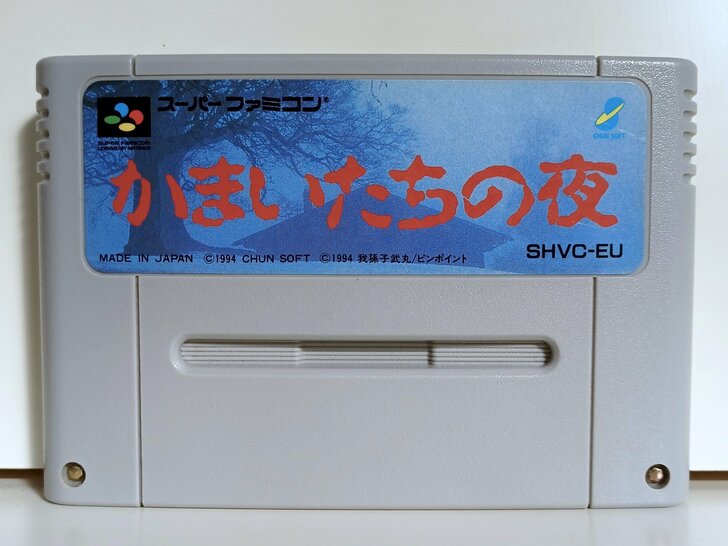 スーパーファミコン®
SUPER FAMICOM
LICENSED BY NINTENDO
CHUN SOFT
かまいたちの夜
MADE IN JAPAN ©1994 CHUN SOFT ©1994 我孫子武丸/ピンポイント
SHVC-EU